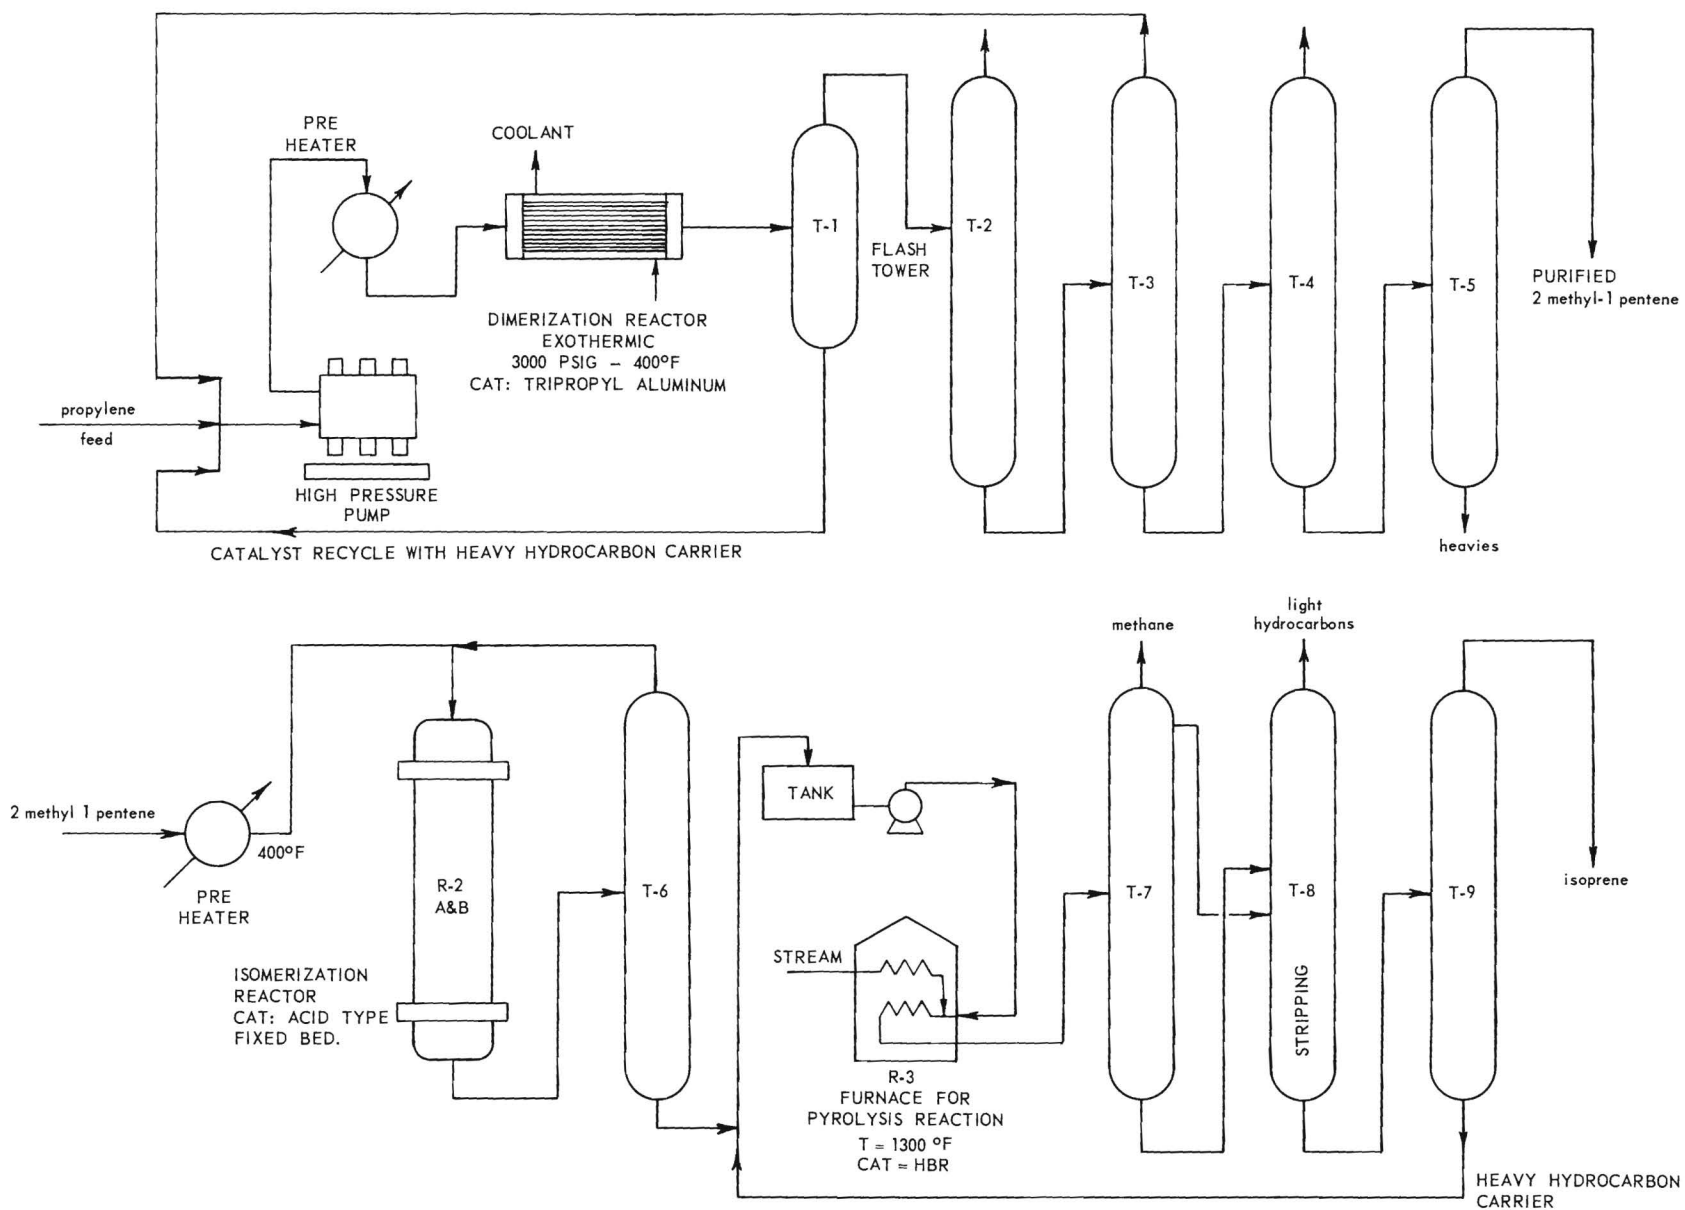 PRE
HEATER
COOLANT
T-1
T-2
FLASH
TOWER
T-3
T-4
T-5
PURIFIED
2 methyl-1 pentene
DIMERIZATION REACTOR
EXOTHERMIC
3000 PSIG – 400°F
CAT: TRIPROPYL ALUMINUM
propylene
feed
HIGH PRESSURE
PUMP
CATALYST RECYCLE WITH HEAVY HYDROCARBON CARRIER
heavies
methane
light
hydrocarbons
2 methyl 1 pentene
400°F
PRE
HEATER
R-2
A&B
T-6
TANK
T-7
T-8
T-9
isoprene
ISOMERIZATION
REACTOR
CAT: ACID TYPE
FIXED BED.
STREAM
STRIPPING
R-3
FURNACE FOR
PYROLYSIS REACTION
T = 1300 °F
CAT = HBR
HEAVY HYDROCARBON
CARRIER